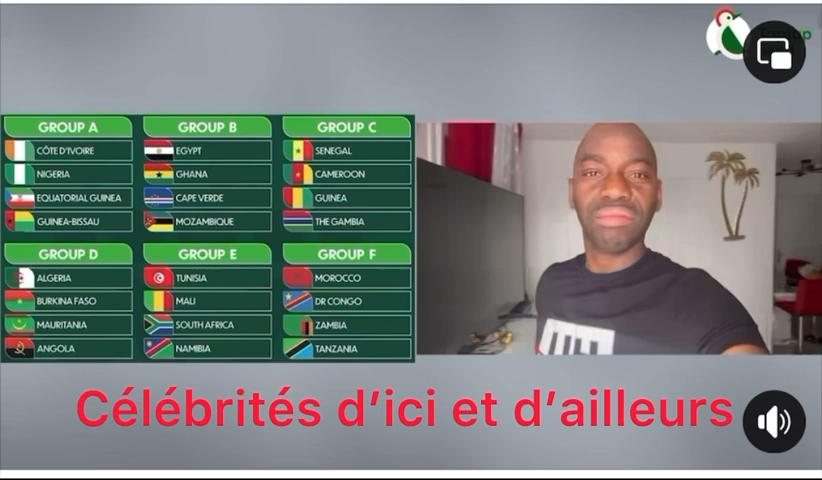 GROUP A
CÔTE D'IVOIRE
NIGERIA
EQUATORIAL GUINEA
GUINEA-BISSAU
GROUP B
EGYPT
GHANA
CAPE VERDE
MOZAMBIQUE
GROUP C
SENEGAL
CAMEROON
GUINEA
THE GAMBIA
GROUP D
ALGERIA
BURKINA FASO
MAURITANIA
ANGOLA
GROUP E
TUNISIA
MALI
SOUTH AFRICA
NAMIBIA
GROUP F
MOROCCO
DR CONGO
ZAMBIA
TANZANIA
Célébrités d'ici et d'ailleurs